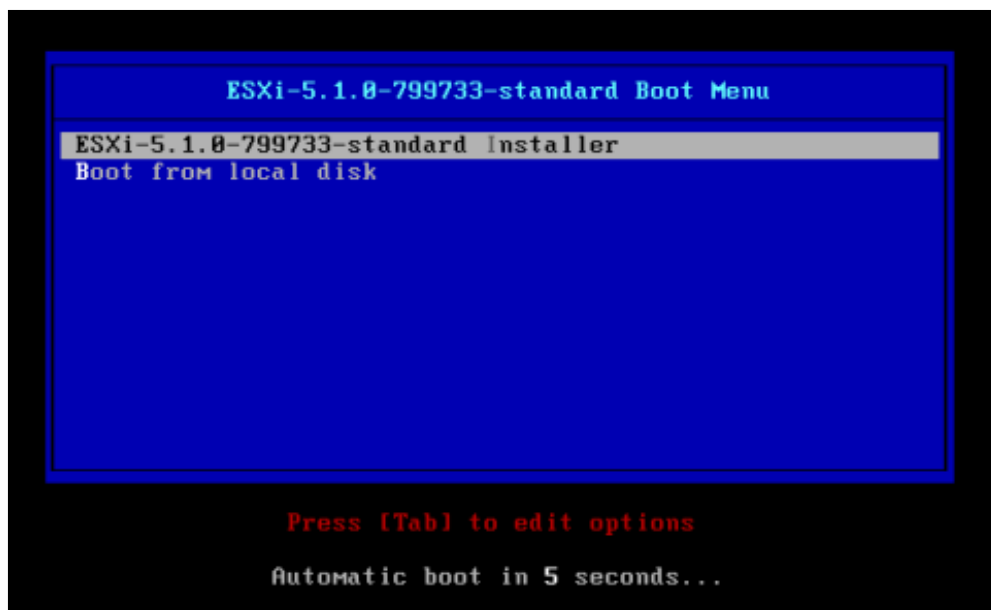 ESXi-5.1.0-799733-standard Boot Menu
ESXi-5.1.0-799733-standard Installer
Boot from local disk
Press [Tab] to edit options
Automatic boot in 5 seconds...